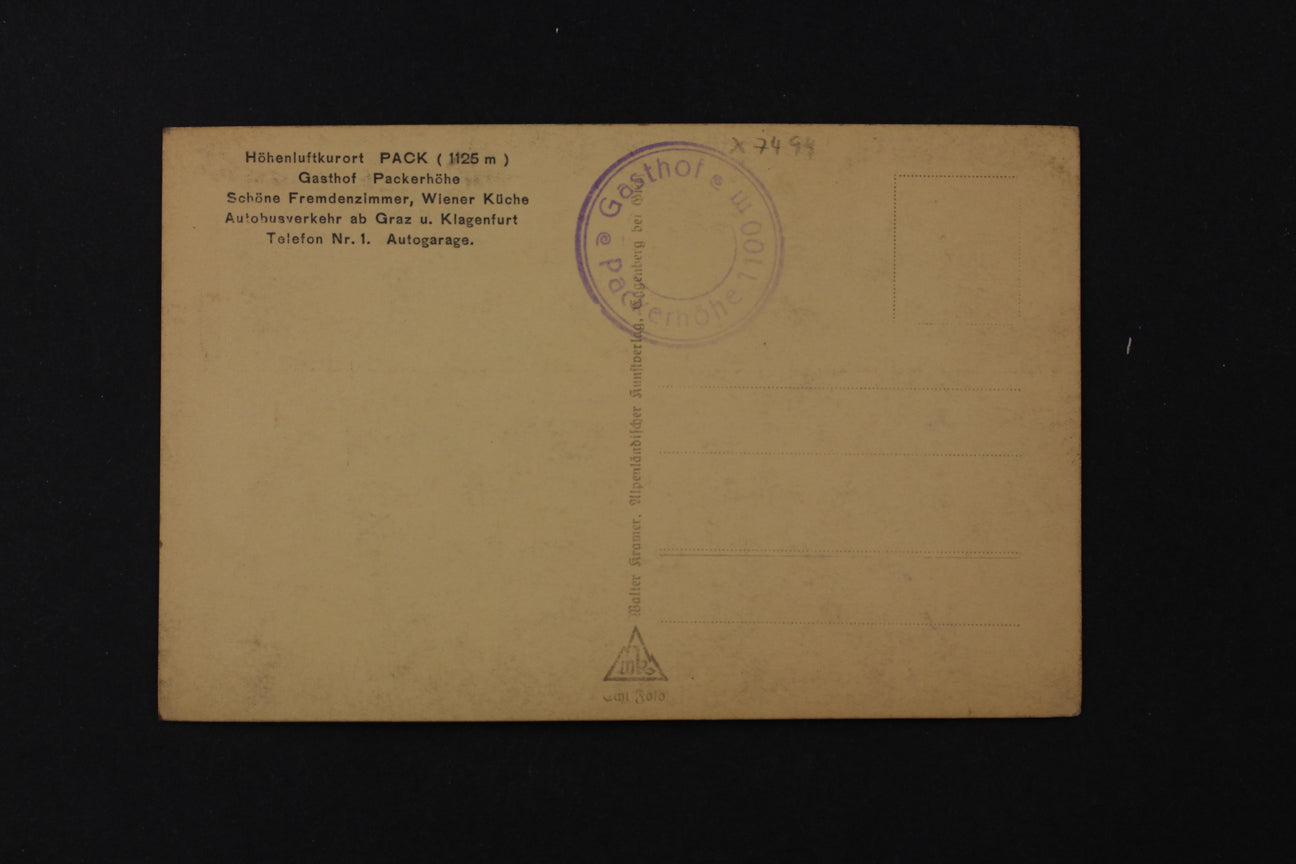 Höhenluftkurort PACK ( 1125 m )
Gasthof Packerhöhe
Schöne Fremdenzimmer, Wiener Küche
Autobusverkehr ab Graz u. Klagenfurt
Telefon Nr. 1. Autogarage.
x 7494
Gasthof
Packerhöhe 1100 m
Walter Kramer, Alpenländischer Kunstverlag, Eggenberg bei
wks
Echt Foto